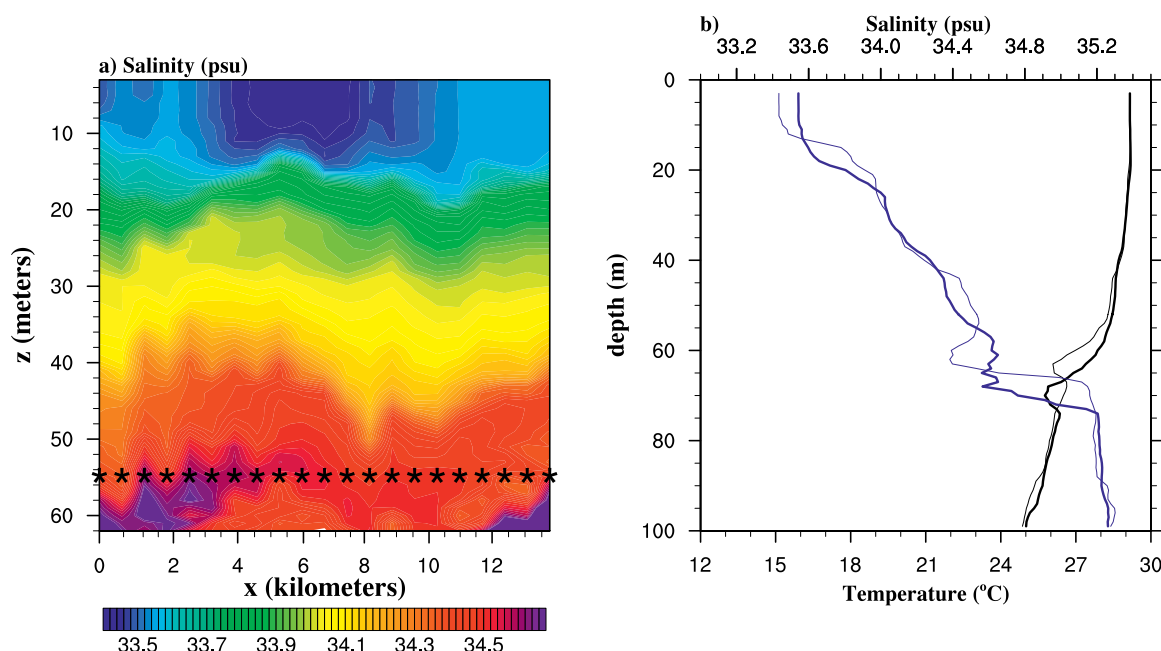 a) Salinity (psu)
10
20
30
40
50
60
z (meters)
* * * * * * * * * * * * * * * * * * * * *
0 2 4 6 8 10 12
x (kilometers)
33.5 33.7 33.9 34.1 34.3 34.5
b)
Salinity (psu)
33.2 33.6 34.0 34.4 34.8 35.2
0
20
40
60
80
100
depth (m)
12 15 18 21 24 27 30
Temperature (°C)